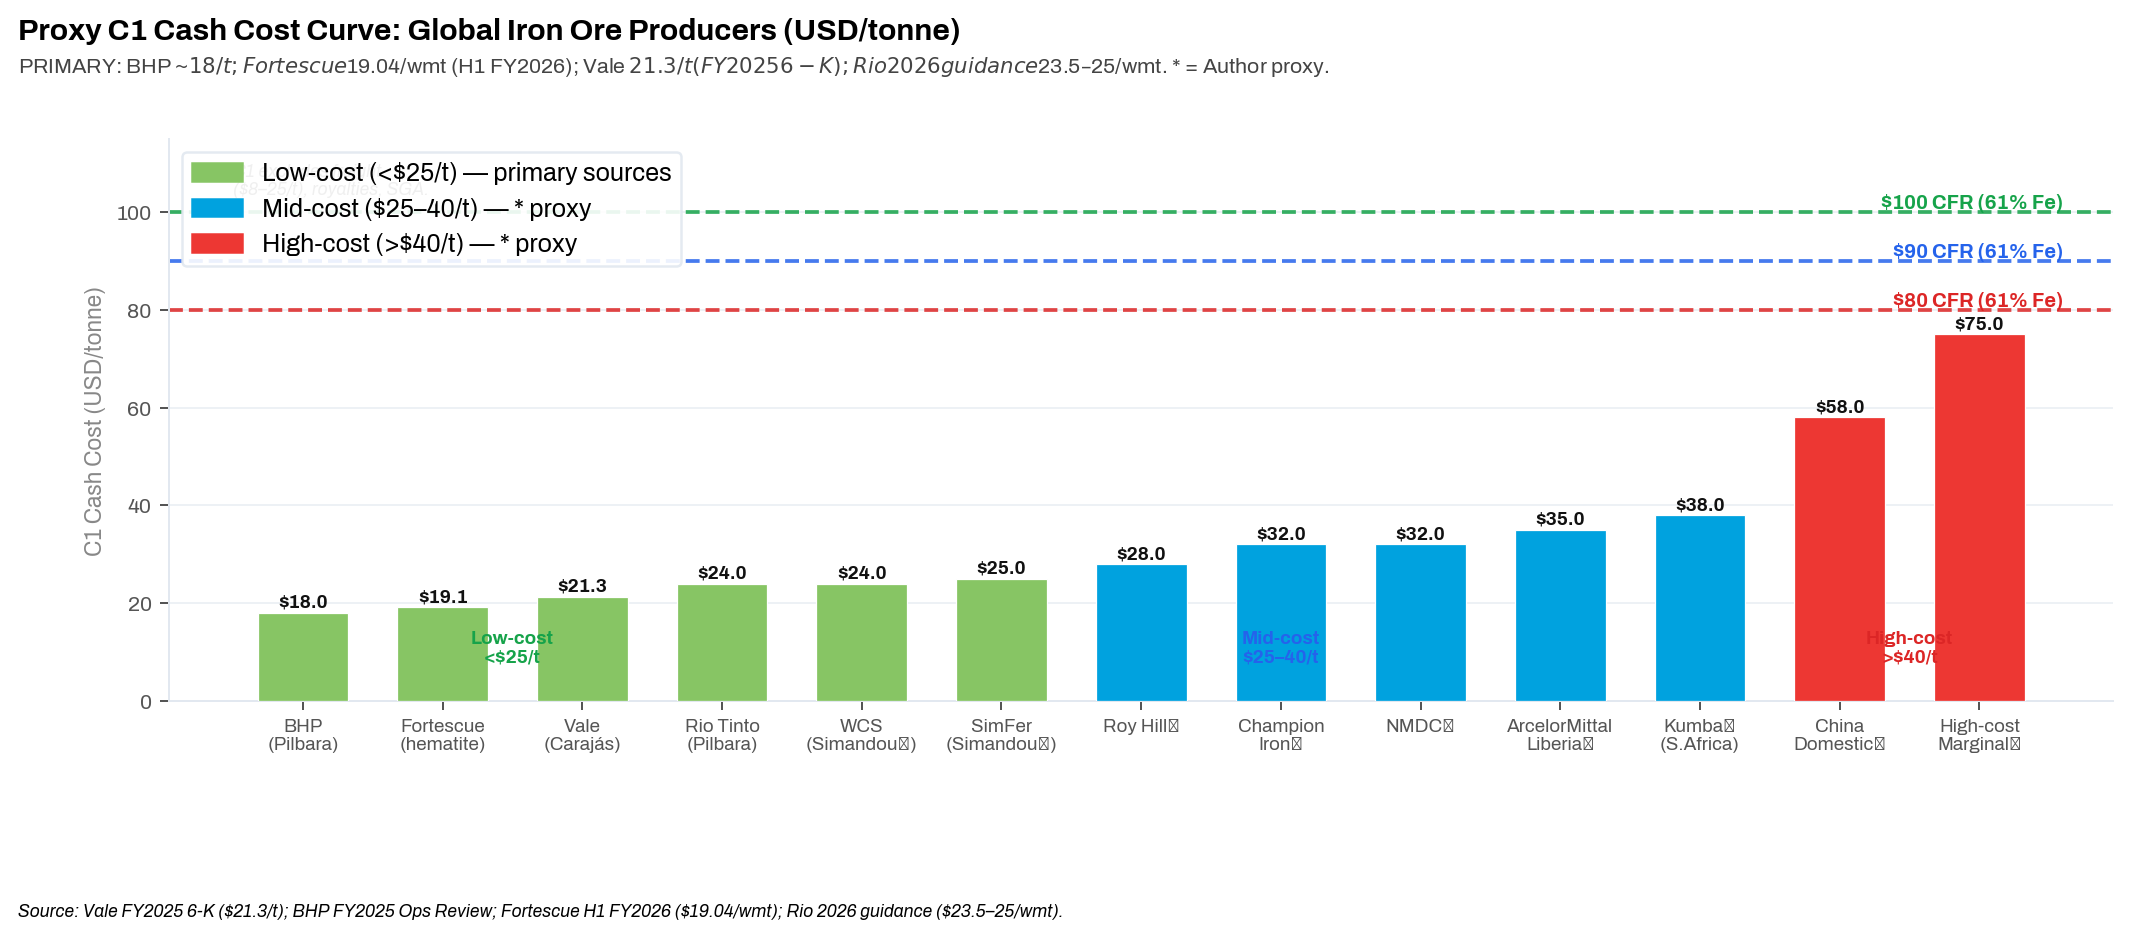 Proxy C1 Cash Cost Curve: Global Iron Ore Producers (USD/tonne)
PRIMARY: BHP ~18/t; Fortescue19.04/wmt (H1 FY2026); Vale 21.3/t(FY20256 − K); Rio2026guidance23.5–25/wmt. * = Author proxy.
Low-cost (<$25/t) — primary sources
Mid-cost ($25–40/t) — * proxy
High-cost (>$40/t) — * proxy
($8–25/t), royalties, SGA.
$100 CFR (61% Fe)
$90 CFR (61% Fe)
$80 CFR (61% Fe)
C1 Cash Cost (USD/tonne)
100
80
60
40
20
0
$18.0
$19.1
$21.3
$24.0
$24.0
$25.0
$28.0
$32.0
$32.0
$35.0
$38.0
$58.0
$75.0
Low-cost
<$25/t
Mid-cost
$25–40/t
High-cost
>$40/t
BHP
(Pilbara)
Fortescue
(hematite)
Vale
(Carajás)
Rio Tinto
(Pilbara)
WCS
(Simandou)
SimFer
(Simandou)
Roy Hill
Champion
Iron
NMDC
ArcelorMittal
Liberia
Kumba
(S.Africa)
China
Domestic
High-cost
Marginal
Source: Vale FY2025 6-K ($21.3/t); BHP FY2025 Ops Review; Fortescue H1 FY2026 ($19.04/wmt); Rio 2026 guidance ($23.5–25/wmt).